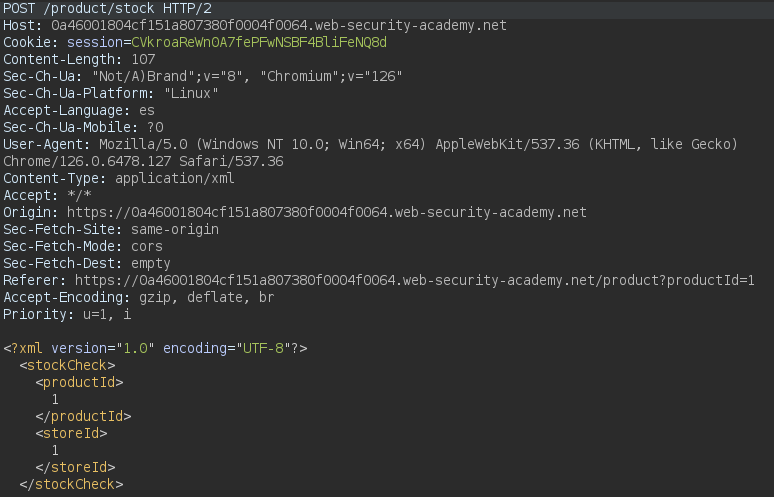 POST /product/stock HTTP/2
Host: 0a46001804cf151a807380f0004f0064.web-security-academy.net
Cookie: session=CVkroaReWnOA7fePFwNSBF4BliFeNQ8d
Content-Length: 107
Sec-Ch-Ua: "Not/A)Brand";v="8", "Chromium";v="126"
Sec-Ch-Ua-Platform: "Linux"
Accept-Language: es
Sec-Ch-Ua-Mobile: ?0
User-Agent: Mozilla/5.0 (Windows NT 10.0; Win64; x64) AppleWebKit/537.36 (KHTML, like Gecko)
Chrome/126.0.6478.127 Safari/537.36
Content-Type: application/xml
Accept: */*
Origin: https://0a46001804cf151a807380f0004f0064.web-security-academy.net
Sec-Fetch-Site: same-origin
Sec-Fetch-Mode: cors
Sec-Fetch-Dest: empty
Referer: https://0a46001804cf151a807380f0004f0064.web-security-academy.net/product?productId=1
Accept-Encoding: gzip, deflate, br
Priority: u=1, i
<?xml version="1.0" encoding="UTF-8"?>
<stockCheck>
<productId>
1
</productId>
<storeId>
1
</storeId>
</stockCheck>